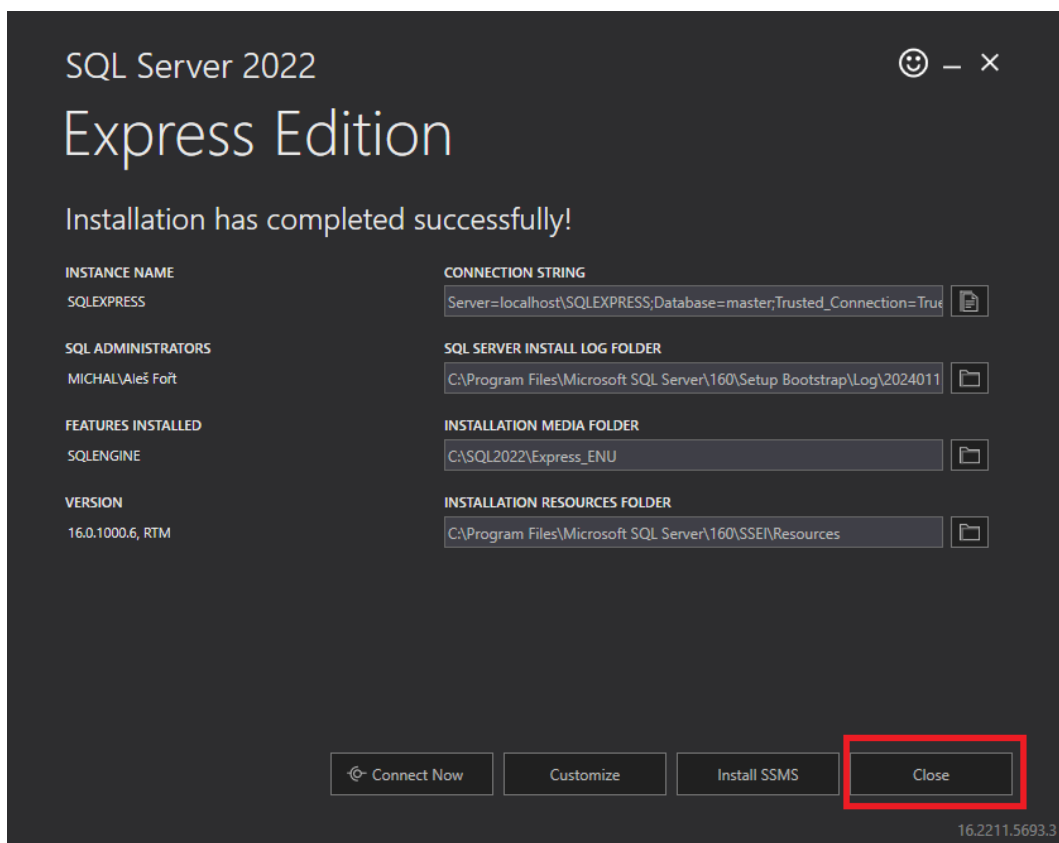 SQL Server 2022
Express Edition
Installation has completed successfully!
INSTANCE NAME
SQLEXPRESS
CONNECTION STRING
Server=localhost\SQLEXPRESS;Database=master;Trusted_Connection=True
SQL ADMINISTRATORS
MICHAL\Aleš Fořt
SQL SERVER INSTALL LOG FOLDER
C:\Program Files\Microsoft SQL Server\160\Setup Bootstrap\Log\2024011
FEATURES INSTALLED
SQLENGINE
INSTALLATION MEDIA FOLDER
C:\SQL2022\Express_ENU
VERSION
16.0.1000.6, RTM
INSTALLATION RESOURCES FOLDER
C:\Program Files\Microsoft SQL Server\160\SSEI\Resources
Connect Now
Customize
Install SSMS
Close
16.2211.5693.3